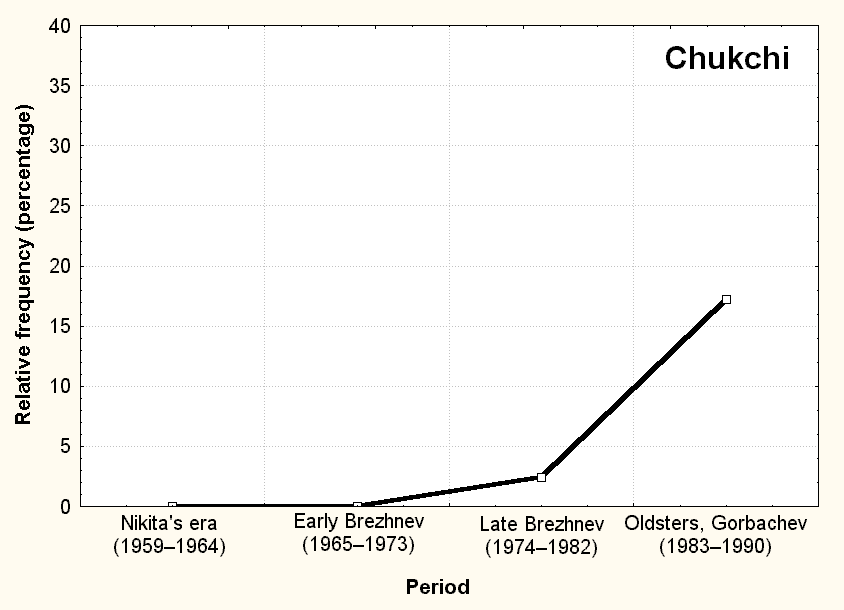 Chukchi
Relative frequency (percentage)
40
35
30
25
20
15
10
5
0
Nikita's era
(1959–1964)
Early Brezhnev
(1965–1973)
Late Brezhnev
(1974–1982)
Oldsters, Gorbachev
(1983–1990)
Period